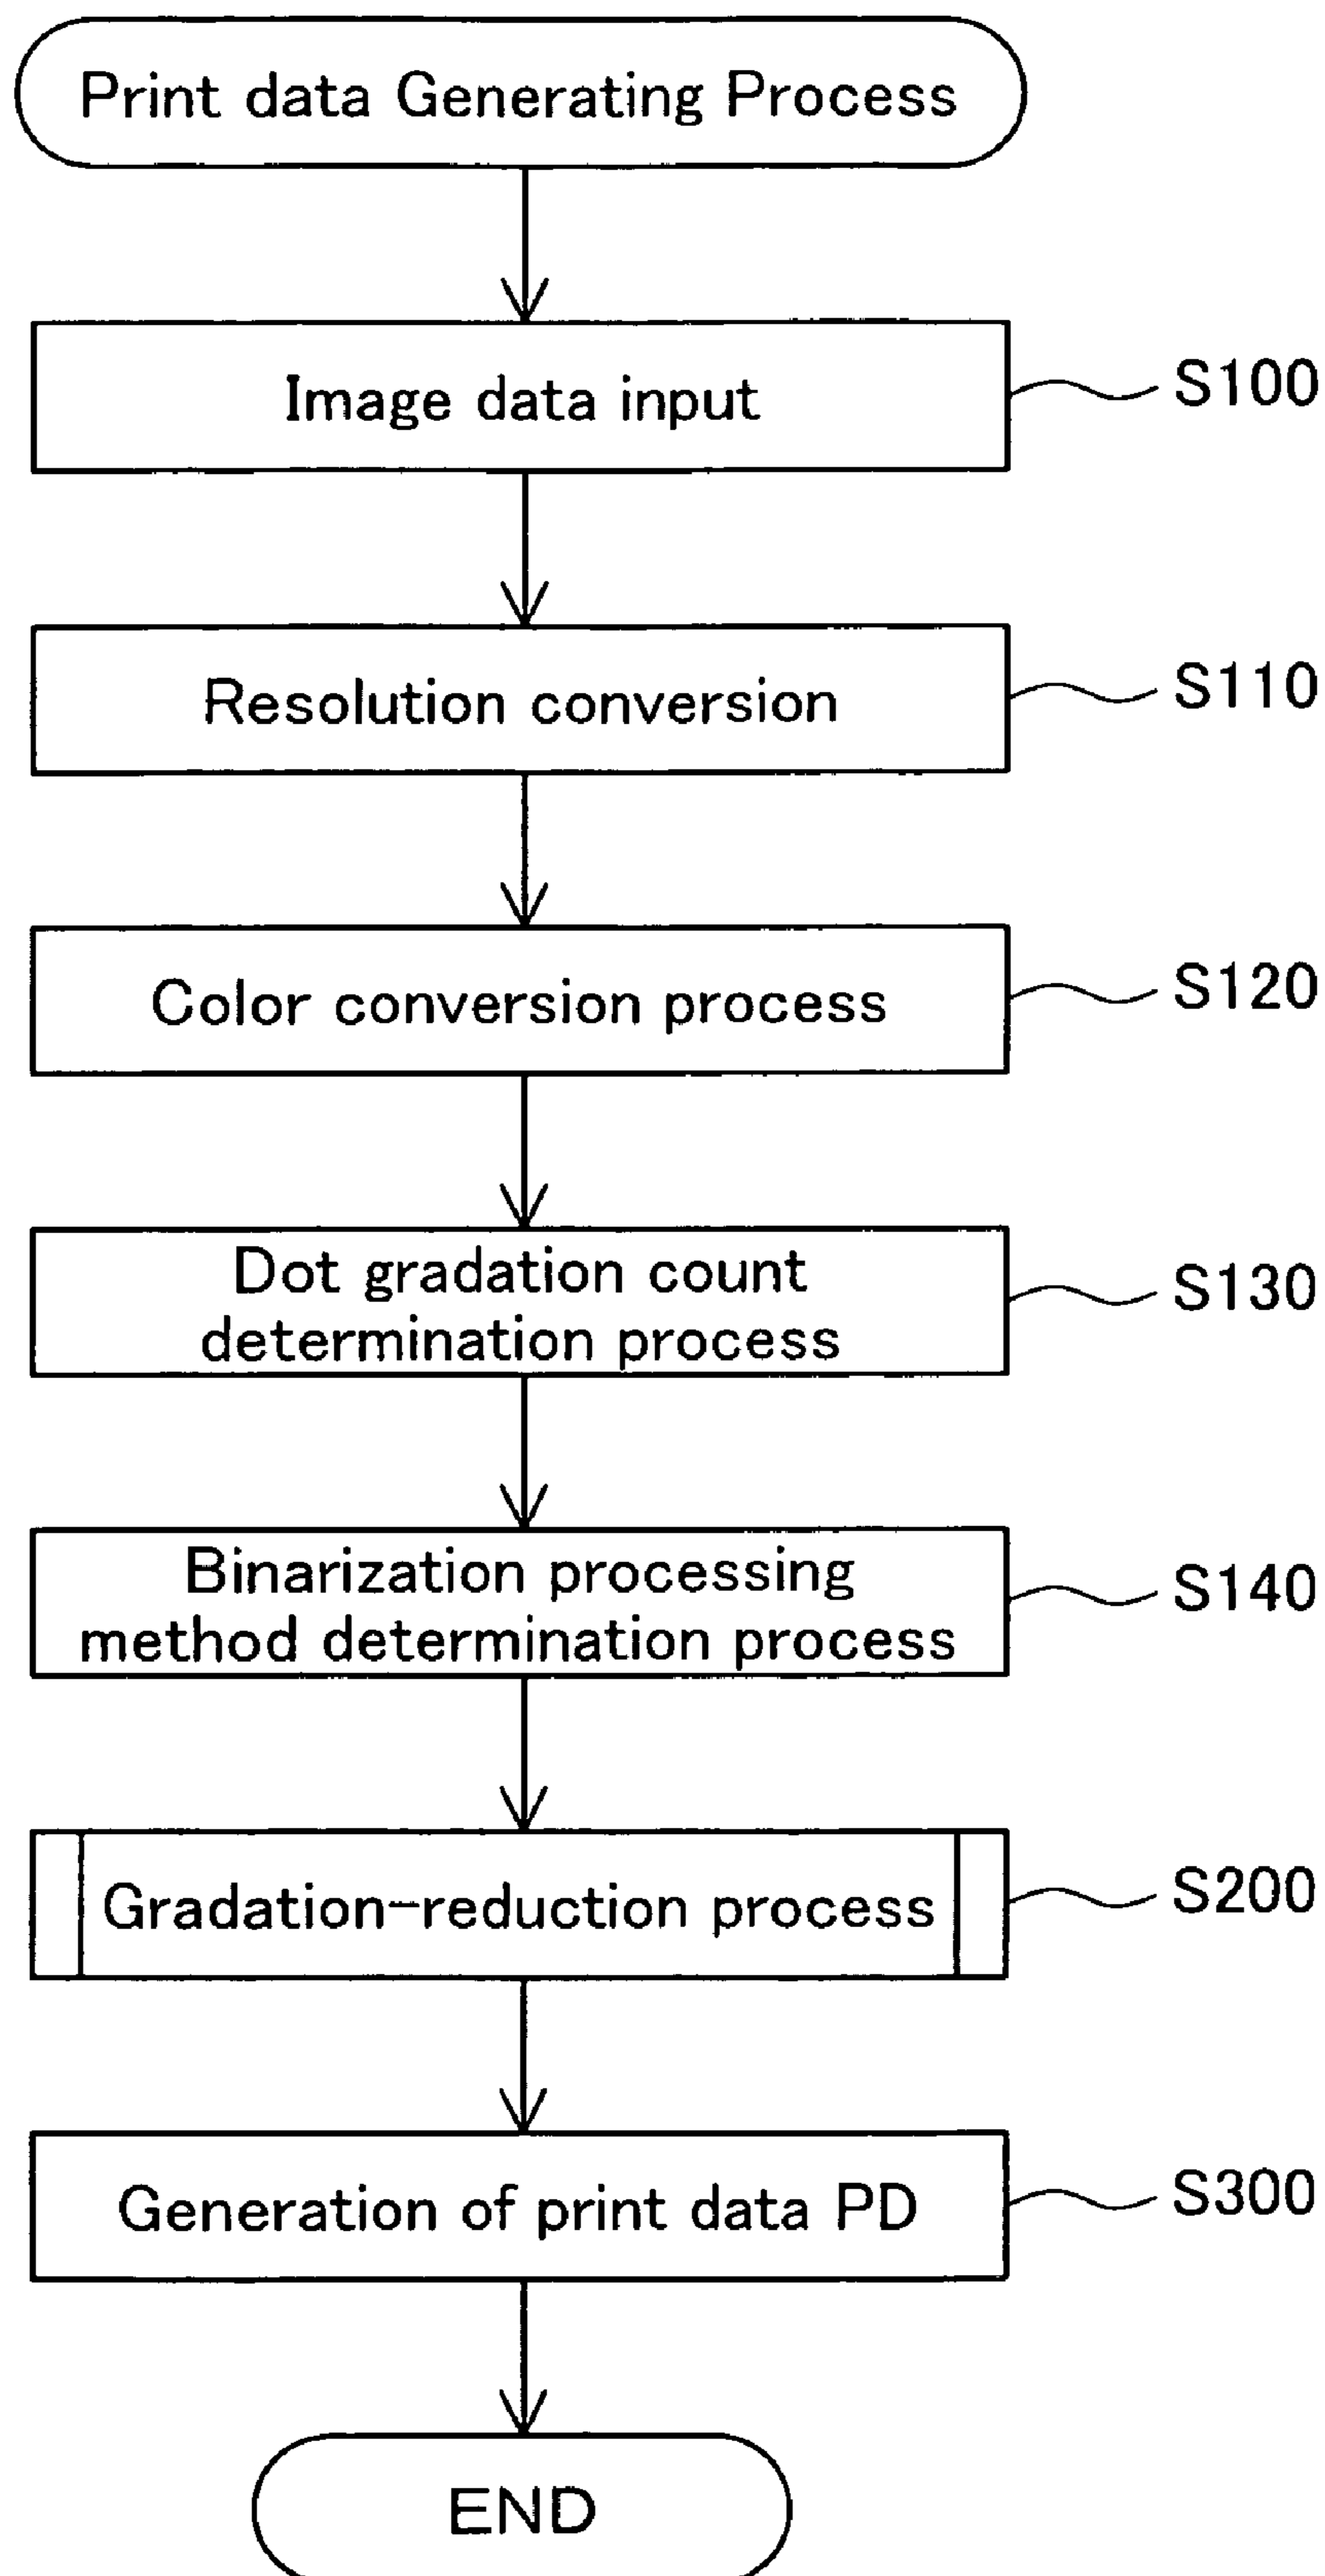 Print data Generating Process
Image data input
S100
Resolution conversion
S110
Color conversion process
S120
Dot gradation count
determination process
S130
Binarization processing
method determination process
S140
Gradation-reduction process
S200
Generation of print data PD
S300
END